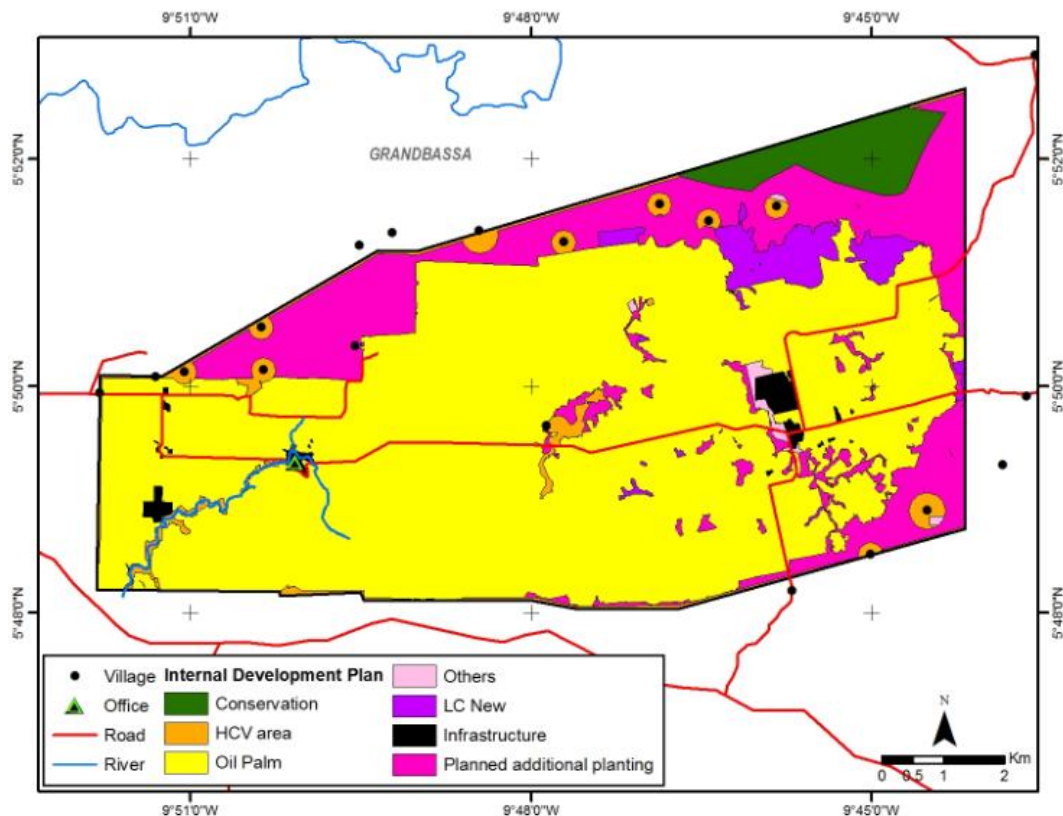 9°51'0"W 9°48'0"W 9°45'0"W
5°52'0"N 5°52'0"N
GRANDBASSA
5°50'0"N 5°50'0"N
5°48'0"N 5°48'0"N
Village Internal Development Plan Others
Office Conservation LC New
Road HCV area Infrastructure
River Oil Palm Planned additional planting
N
Km
0 0.5 1 2
9°51'0"W 9°48'0"W 9°45'0"W